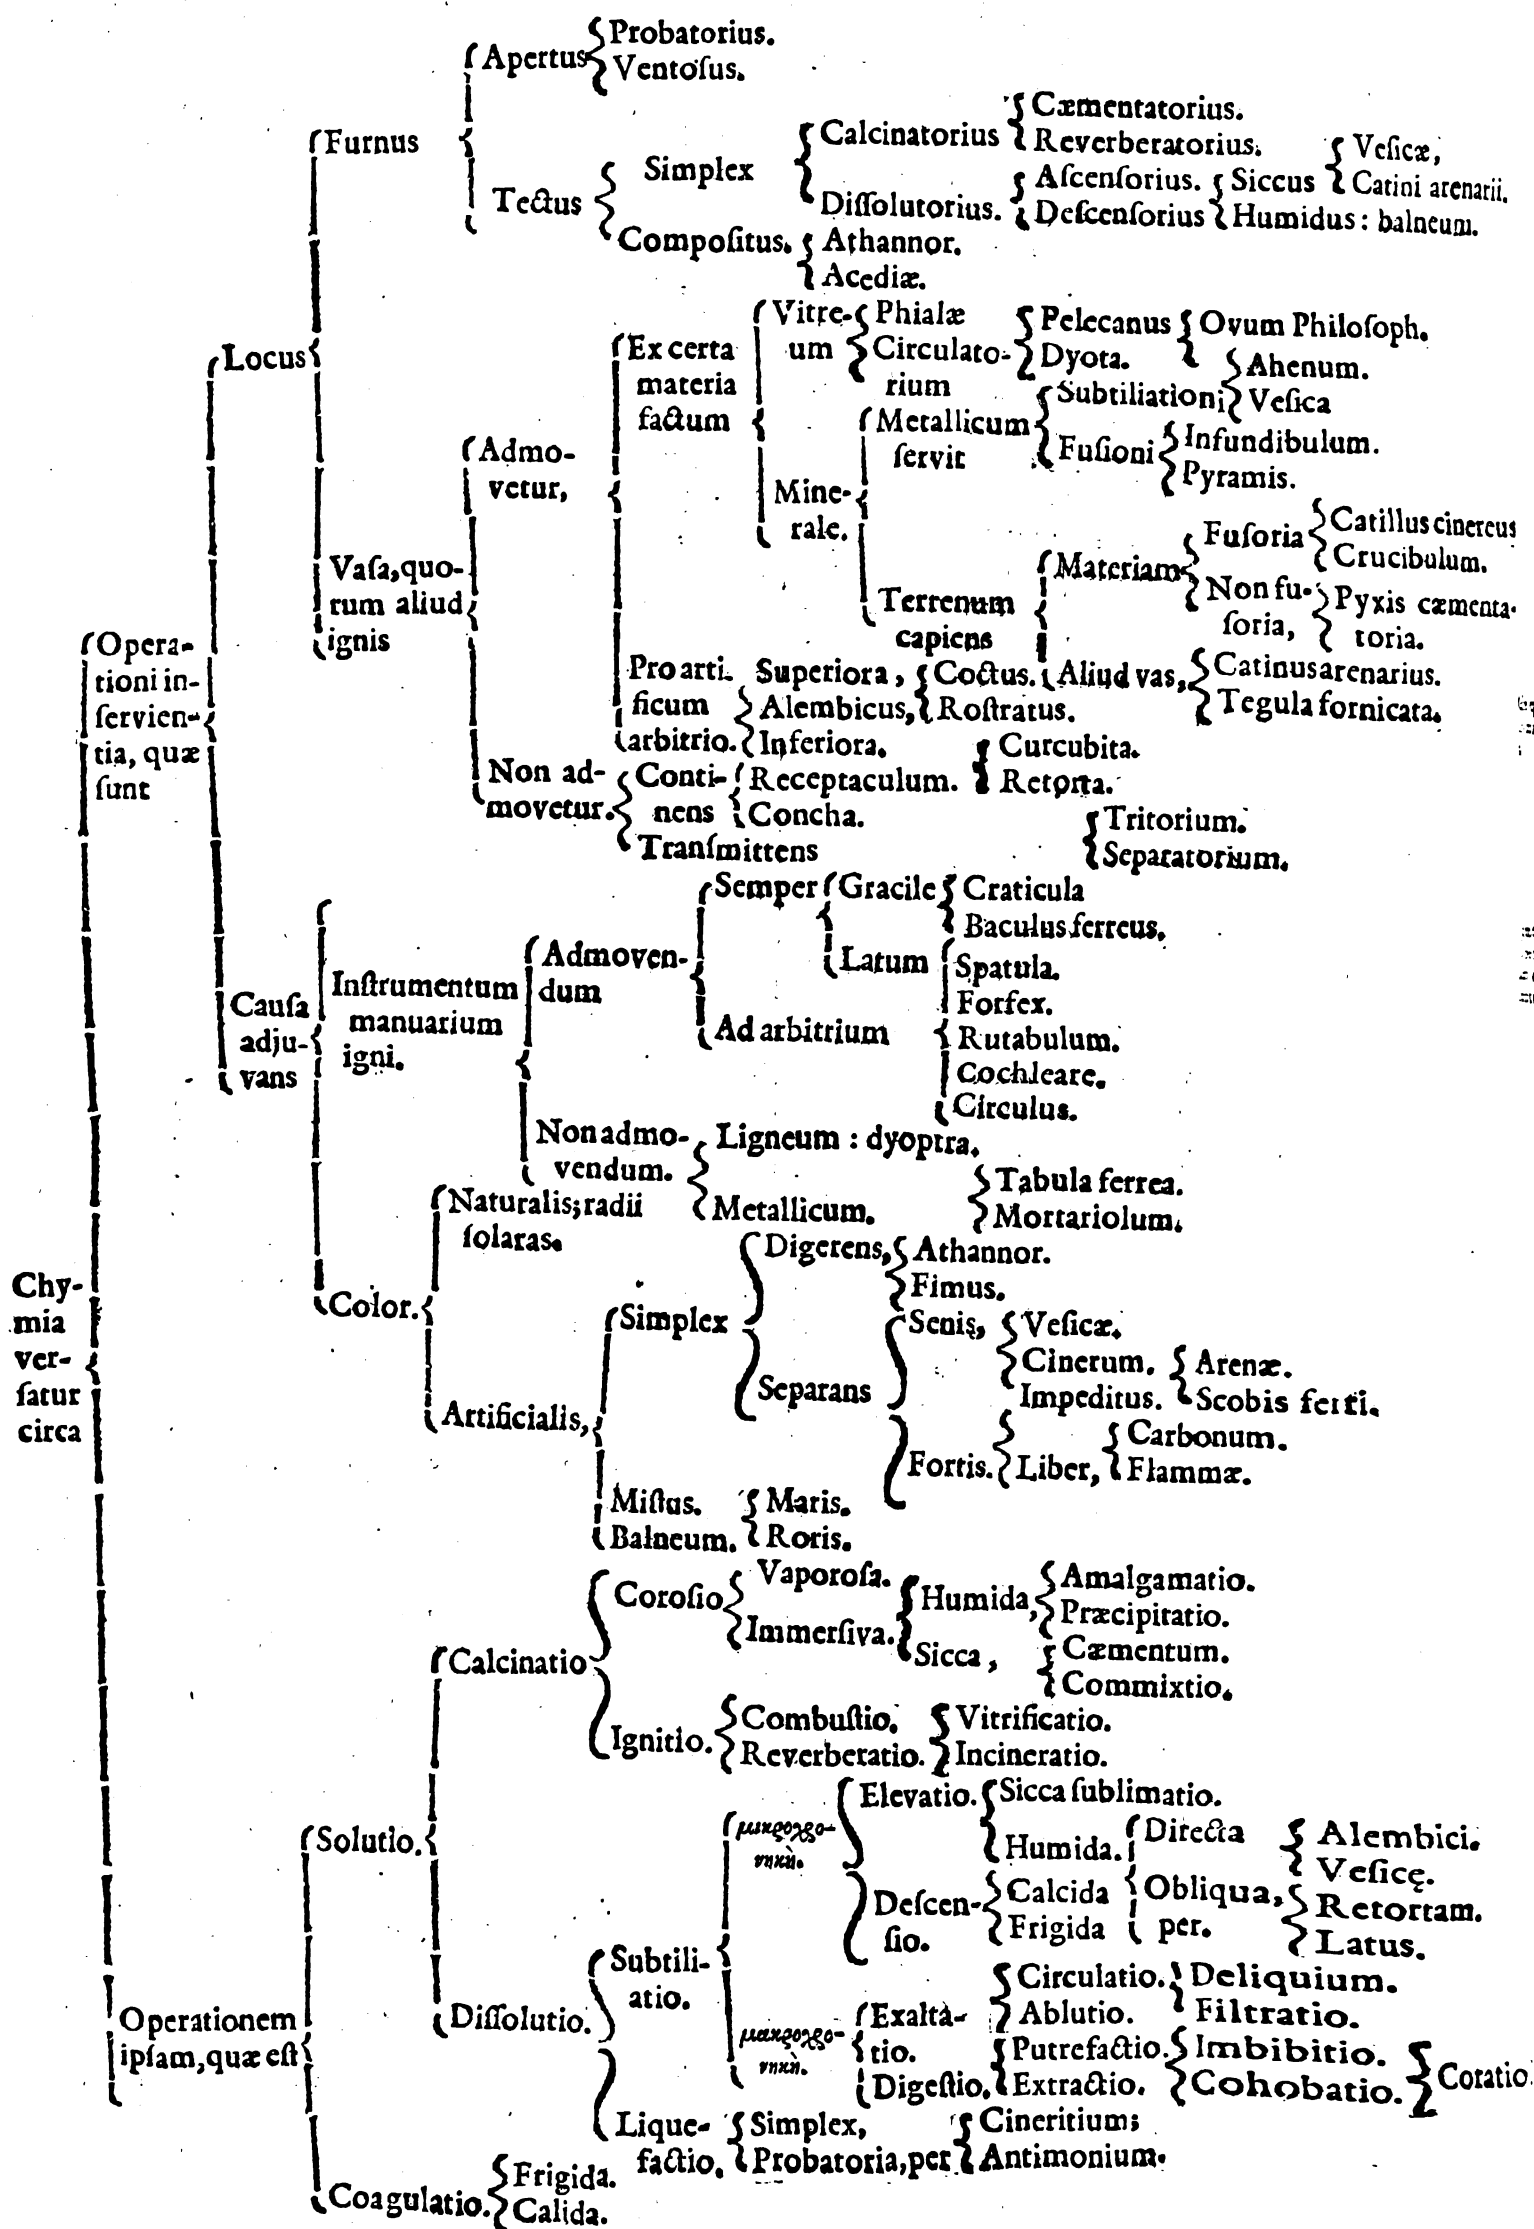 Probatorius.
Apertus
Ventoſus.
Cæmentatorius.
Furnus
Calcinatorius
Reverberatorius.
Veſicæ,
Simplex
Aſcenſorius.
Siccus
Catini arenarii.
Tectus
Diſſolutorius.
Deſcenſorius
Humidus: balneum.
Compoſitus.
Athannor.
Acediæ.
Vitre-
Phialæ
Pelecanus
Ovum Philoſoph.
Locus
Ex certa
um
Circulato-
Dyota.
Ahenum.
materia
rium
Subtiliationi
Veſica
factum
Metallicum
Admo-
ſervit
Fuſioni
Infundibulum.
vetur,
Mine-
Pyramis.
rale.
Fuſoria
Catillus cinereus
Vaſa, quo-
Materiam
Crucibulum.
rum aliud
Terrenum
Non fu-
Pyxis cæmenta-
ignis
capiens
ſoria,
toria.
Opera-
Pro arti-
Superiora,
Coctus.
Aliud vas,
Catinus arenarius.
tioni in-
ficum
Alembicus,
Roſtratus.
Tegula fornicata.
ſervien-
arbitrio.
Inferiora.
Curcubita.
tia, quæ
Non ad-
Conti-
Receptaculum.
Retorta.
ſunt
movetur.
nens
Concha.
Tritorium.
Tranſmittens
Separatorium.
Semper
Gracile
Craticula
Baculus ferreus.
Admoven-
Latum
Spatula.
Inſtrumentum
dum
Forfex.
Cauſa
manuarium
Ad arbitrium
Rutabulum.
adju-
igni.
Cochleare.
vans
Circulus.
Non admo-
Ligneum: dyoptra.
vendum.
Tabula ferrea.
Naturalis; radii
Metallicum.
Mortariolum.
ſolaras.
Digerens,
Athannor.
Fimus.
Chy-
Color.
Simplex
Senis,
Veſicæ.
mia
Cinerum.
Arenæ.
ver-
Separans
Impeditus.
Scobis ferri.
ſatur
Artificialis,
Carbonum.
circa
Fortis.
Liber,
Flammæ.
Miſtus.
Maris.
Balneum.
Roris.
Vaporoſa.
Amalgamatio.
Coroſio
Humida,
Præcipitatio.
Immerſiva.
Calcinatio
Sicca,
Cæmentum.
Commixtio.
Combuſtio.
Vitrificatio.
Ignitio.
Reverberatio.
Incineratio.
Elevatio.
Sicca ſublimatio.
Solutio.
Humida.
Directa
Alembici.
Veſicę.
Deſcen-
Calcida
Obliqua,
Retortam.
ſio.
Frigida
per.
Latus.
Subtili-
Circulatio.
Deliquium.
atio.
Exalta-
Ablutio.
Filtratio.
Operationem
Diſſolutio.
tio.
Putrefactio.
Imbibitio.
ipſam, quæ eſt
Digeſtio.
Extractio.
Cohobatio.
Coratio.
Lique-
Simplex,
Cineritium;
factio.
Probatoria, per
Antimonium.
Frigida.
Coagulatio.
Calida.